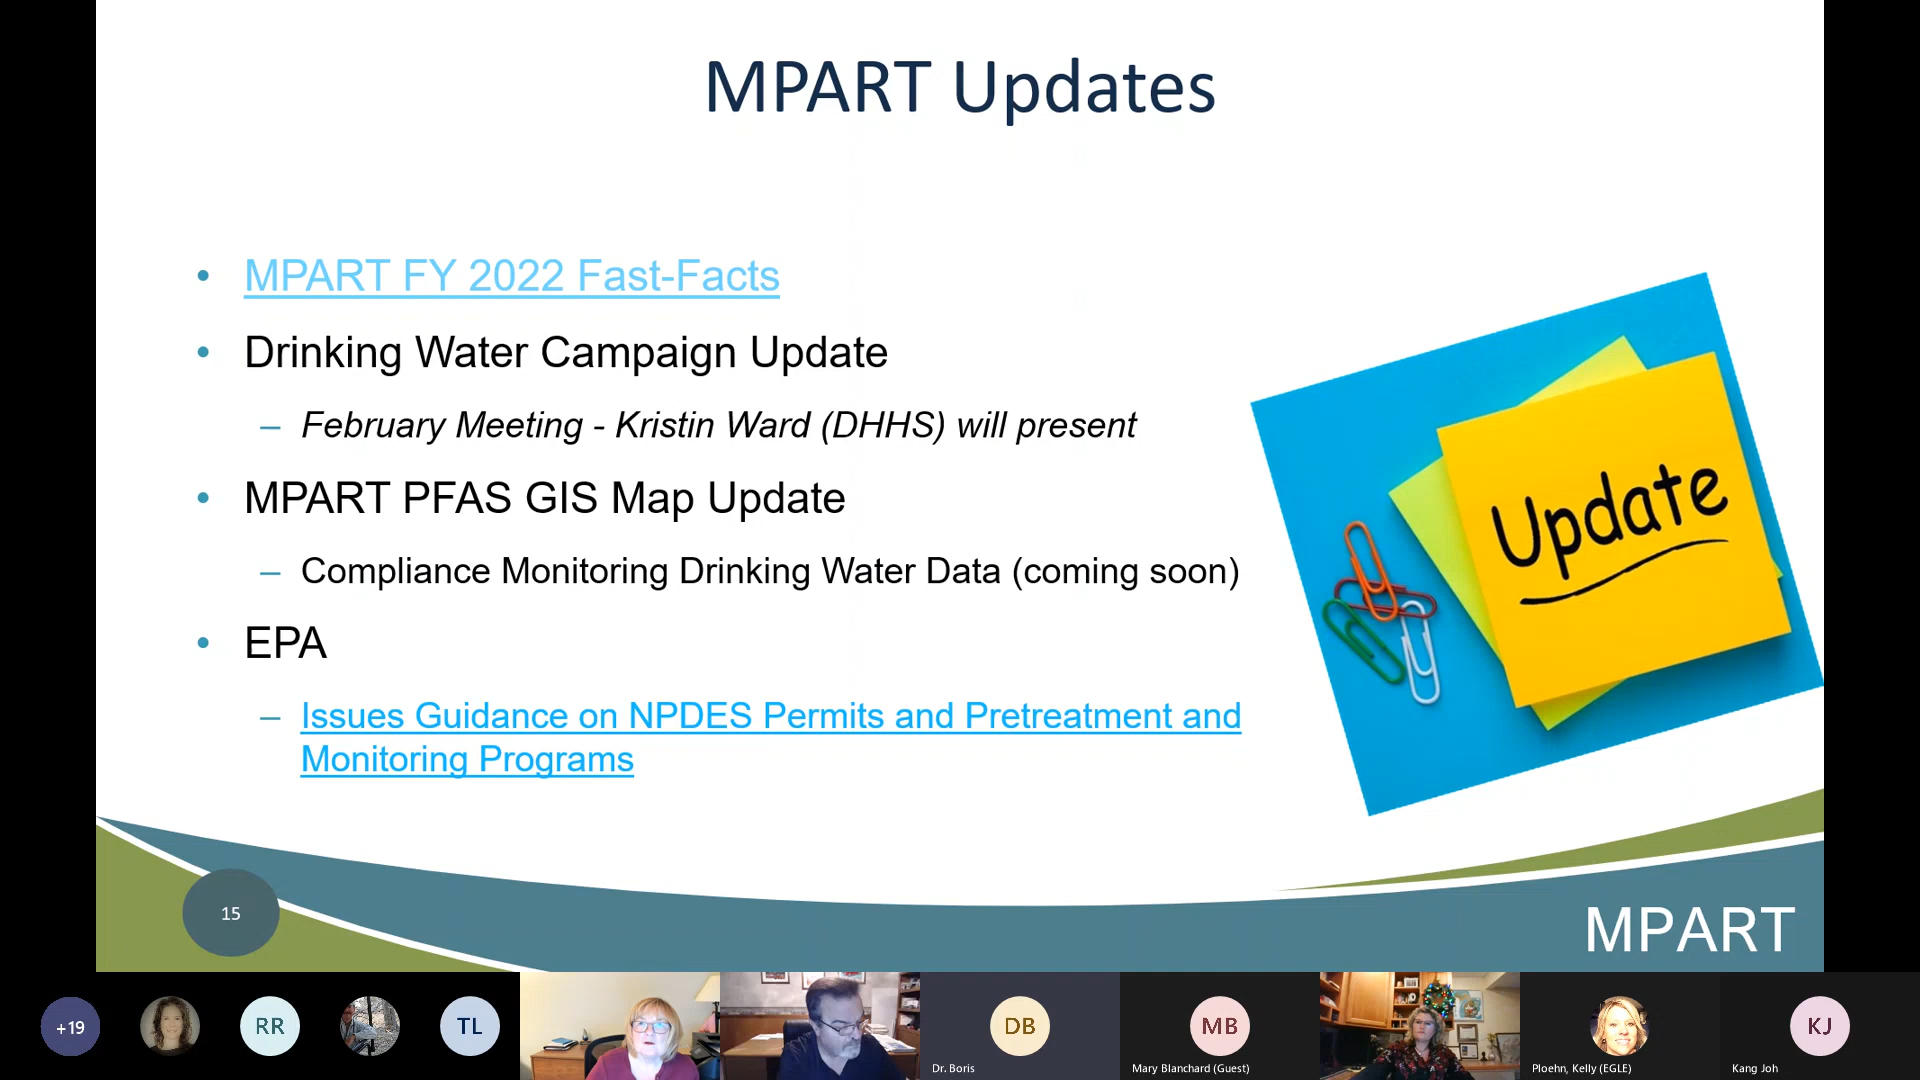 MPART Updates
• MPART FY 2022 Fast-Facts
• Drinking Water Campaign Update
– February Meeting - Kristin Ward (DHHS) will present
• MPART PFAS GIS Map Update
– Compliance Monitoring Drinking Water Data (coming soon)
• EPA
– Issues Guidance on NPDES Permits and Pretreatment and
Monitoring Programs
Update
15
MPART
+19
RR
TL
DB
Dr. Boris
MB
Mary Blanchard (Guest)
Ploehn, Kelly (EGLE)
KJ
Kang Joh